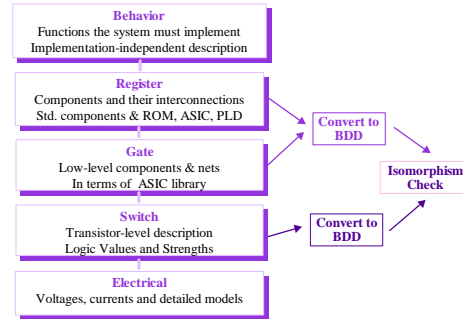 Behavior
Functions the system must implement
Implementation-independent description
Register
Components and their interconnections
Std. components & ROM, ASIC, PLD
Convert to
BDD
Gate
Low-level components & nets
In terms of ASIC library
Isomorphism
Check
Switch
Transistor-level description
Logic Values and Strengths
Convert to
BDD
Electrical
Voltages, currents and detailed models